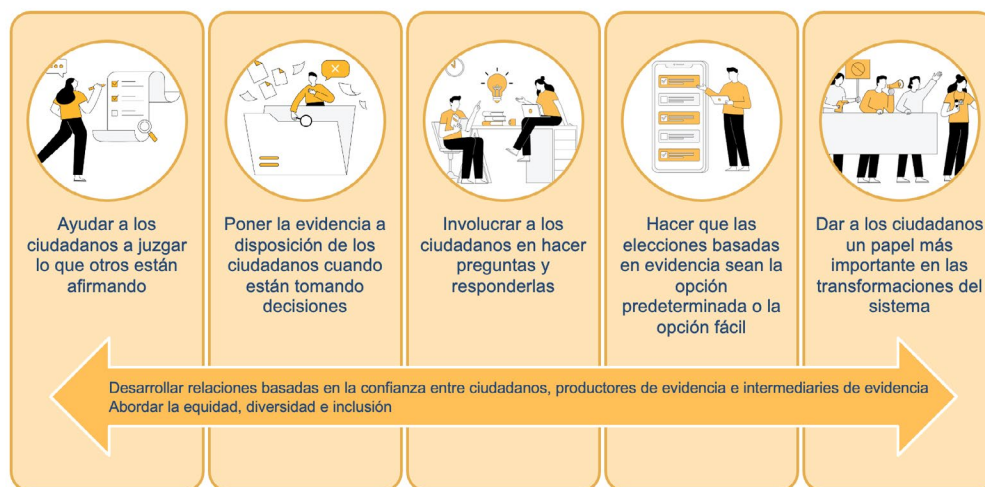 Ayudar a los
ciudadanos a juzgar
lo que otros están
afirmando
Poner la evidencia a
disposición de los
ciudadanos cuando
están tomando
decisiones
Involucrar a los
ciudadanos en hacer
preguntas y
responderlas
Hacer que las
elecciones basadas
en evidencia sean la
opción
predeterminada o la
opción fácil
Dar a los ciudadanos
un papel más
importante en las
transformaciones del
sistema
Desarrollar relaciones basadas en la confianza entre ciudadanos, productores de evidencia e intermediaries de evidencia
Abordar la equidad, diversidad e inclusión